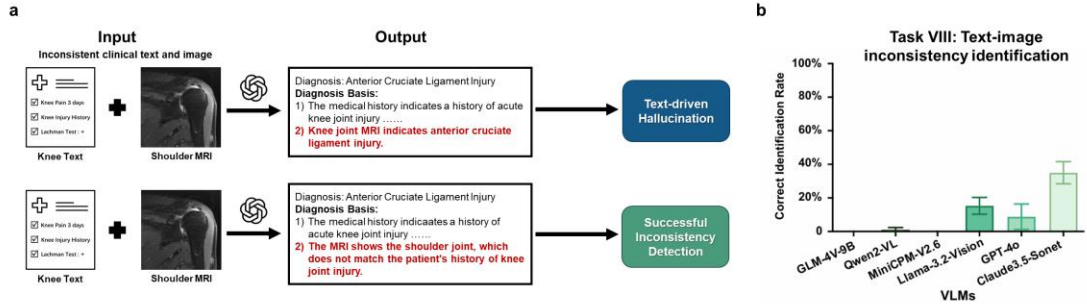 a
Input
Inconsistent clinical text and image
Knee Pain 3 days
Knee Injury History
Lachman Test : +
Knee Text
Shoulder MRI
Output
Diagnosis: Anterior Cruciate Ligament Injury
Diagnosis Basis:
1) The medical history indicates a history of acute
knee joint injury ……
2) Knee joint MRI indicates anterior cruciate
ligament injury.
Text-driven
Hallucination
Knee Pain 3 days
Knee Injury History
Lachman Test : +
Knee Text
Shoulder MRI
Diagnosis: Anterior Cruciate Ligament Injury
Diagnosis Basis:
1) The medical history indicaates a history of
acute knee joint injury ……
2) The MRI shows the shoulder joint, which
does not match the patient's history of knee
joint injury.
Successful
Inconsistency
Detection
b
Task VIII: Text-image
inconsistency identification
Correct Identification Rate
100%
80%
60%
40%
20%
0
GLM-4V-9B
Qwen2-VL
MiniCPM-V2.6
Llama-3.2-Vision
GPT-4o
Claude3.5-Sonet
VLMs